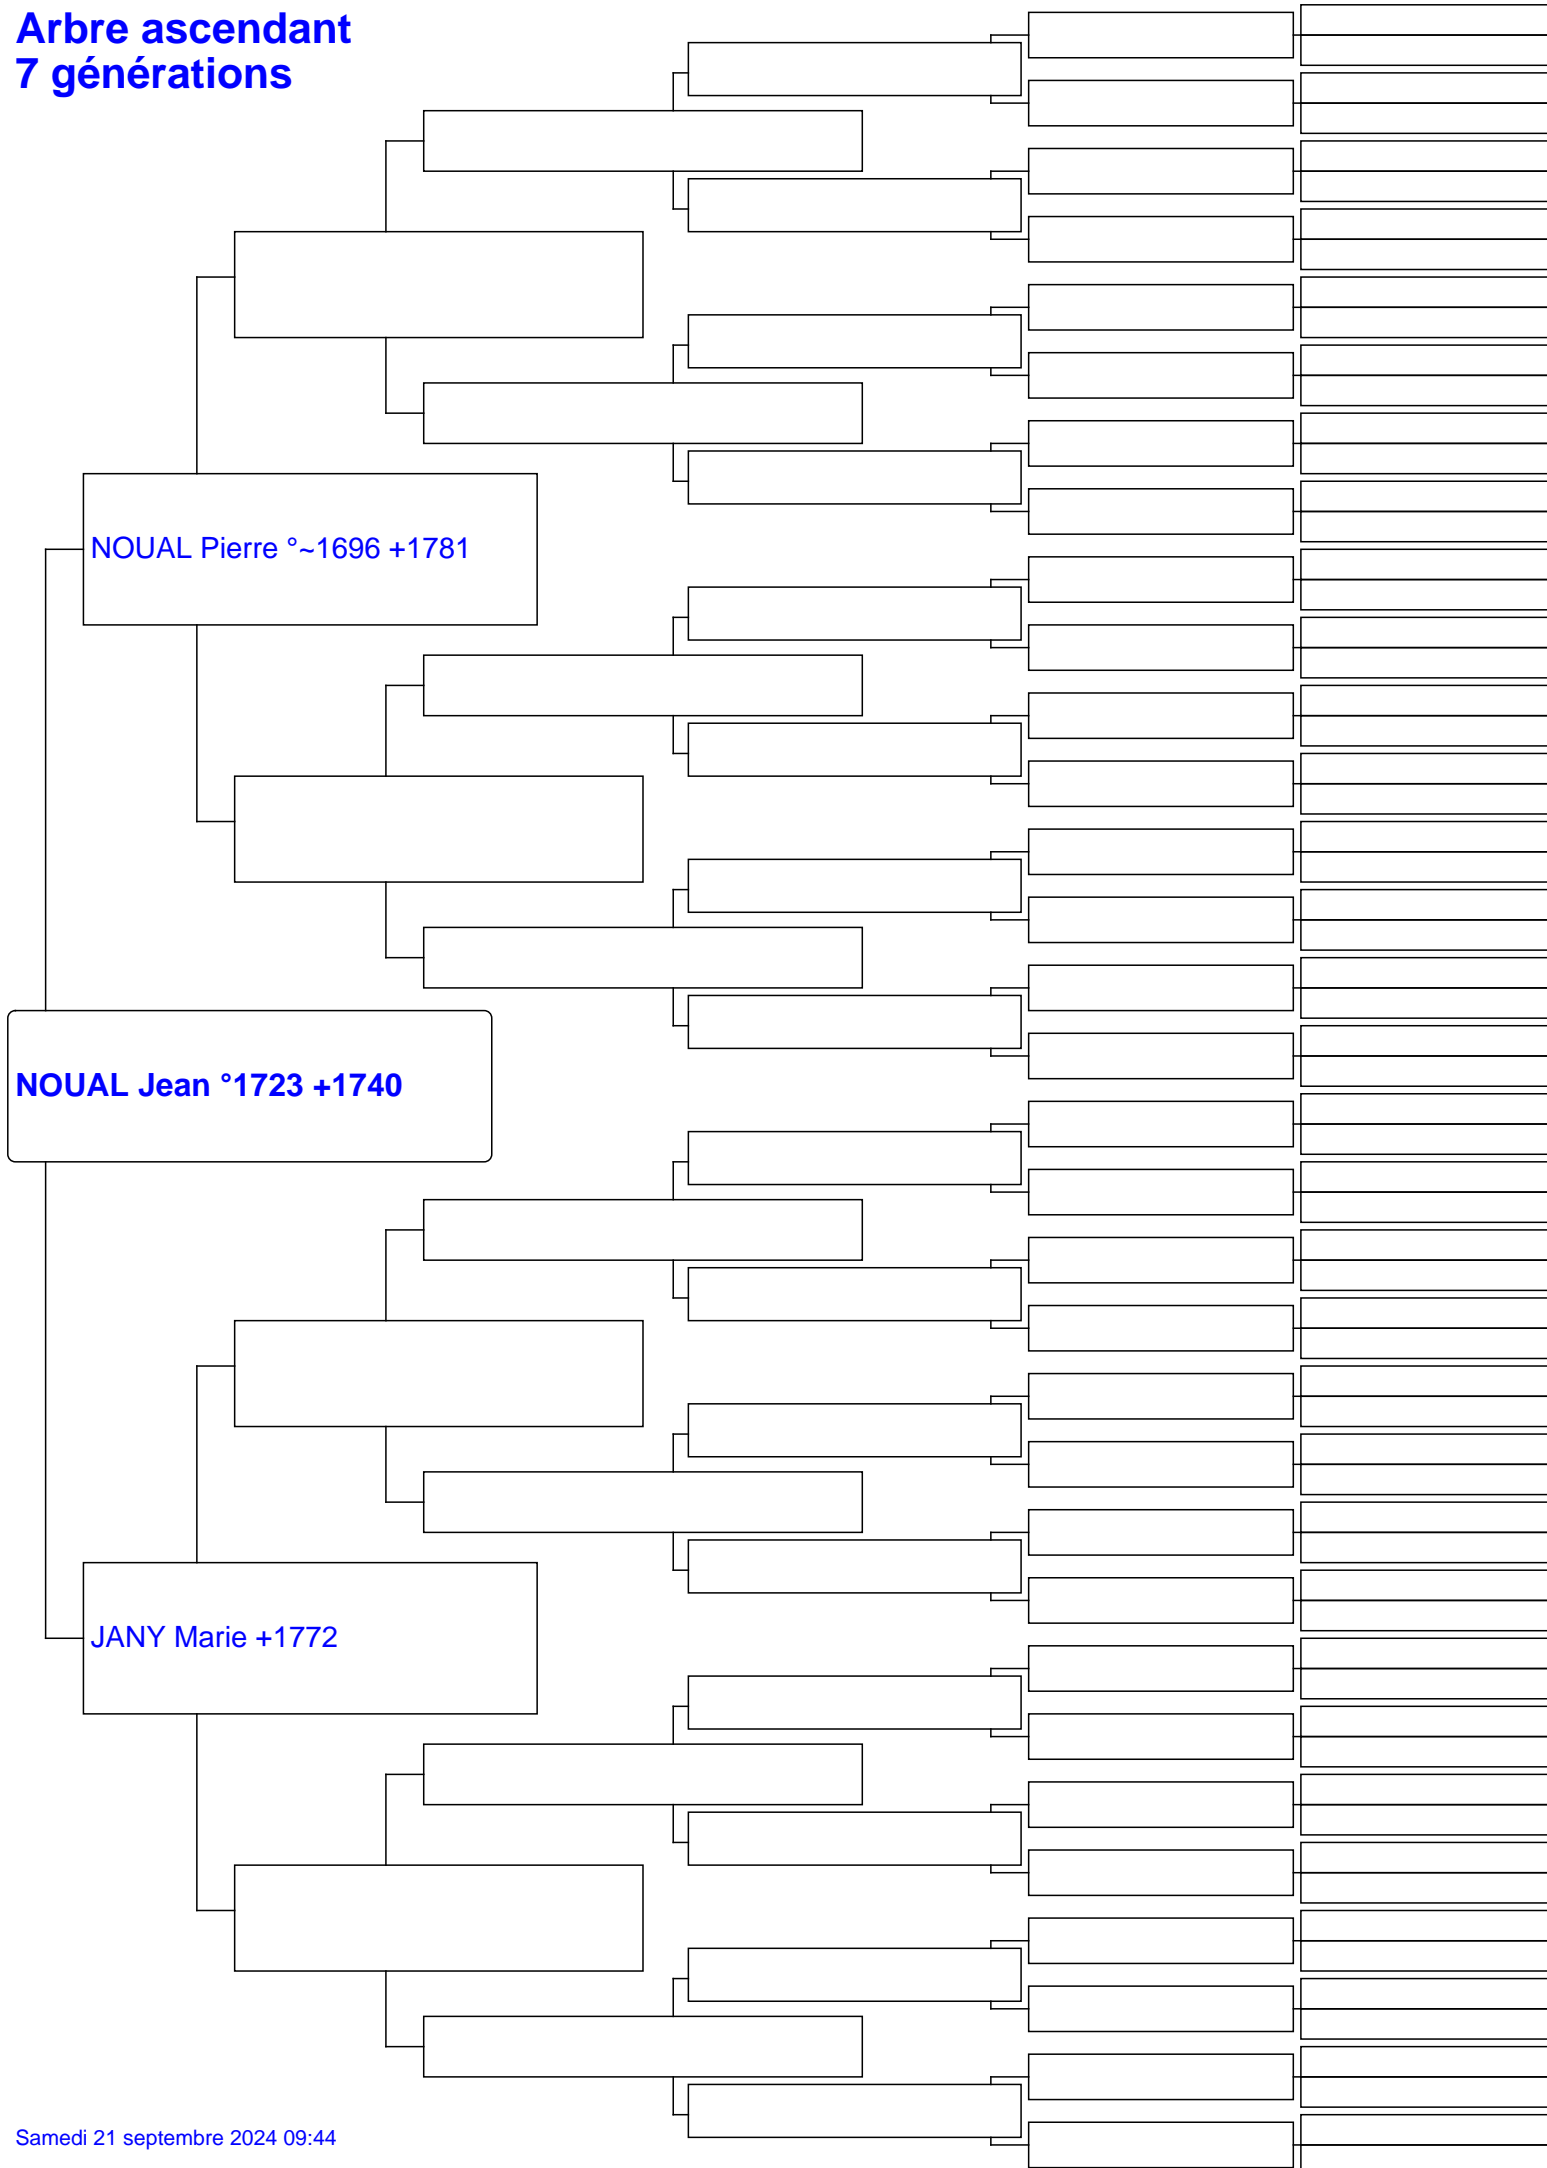 Arbre ascendant
7 générations
NOUAL Pierre °~1696 +1781
NOUAL Jean °1723 +1740
JANY Marie +1772
Samedi 21 septembre 2024 09:44